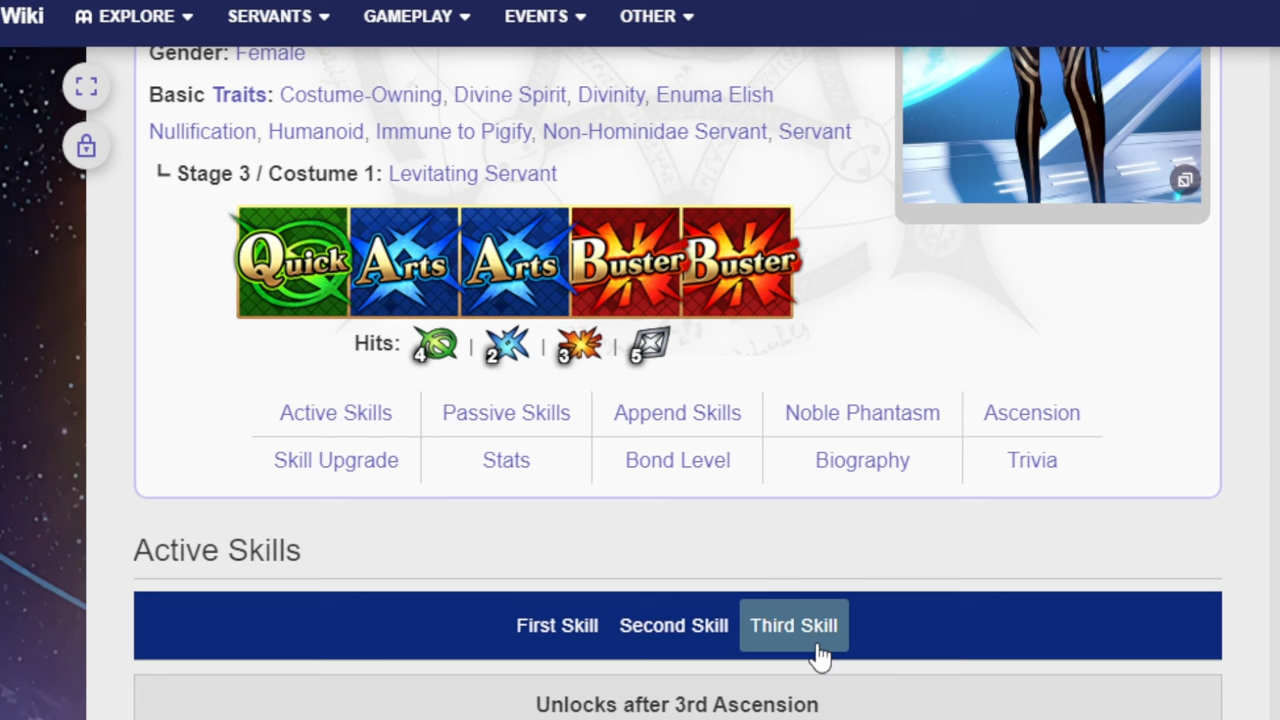 Wiki EXPLORE SERVANTS GAMEPLAY EVENTS OTHER
Gender: Female
Basic Traits: Costume-Owning, Divine Spirit, Divinity, Enuma Elish
Nullification, Humanoid, Immune to Pigify, Non-Hominidae Servant, Servant
Stage 3 / Costume 1: Levitating Servant
Quick Arts Arts Buster Buster
Hits: 4 | 2 | 3 | 5
Active Skills Passive Skills Append Skills Noble Phantasm Ascension
Skill Upgrade Stats Bond Level Biography Trivia
Active Skills
First Skill Second Skill Third Skill
Unlocks after 3rd Ascension